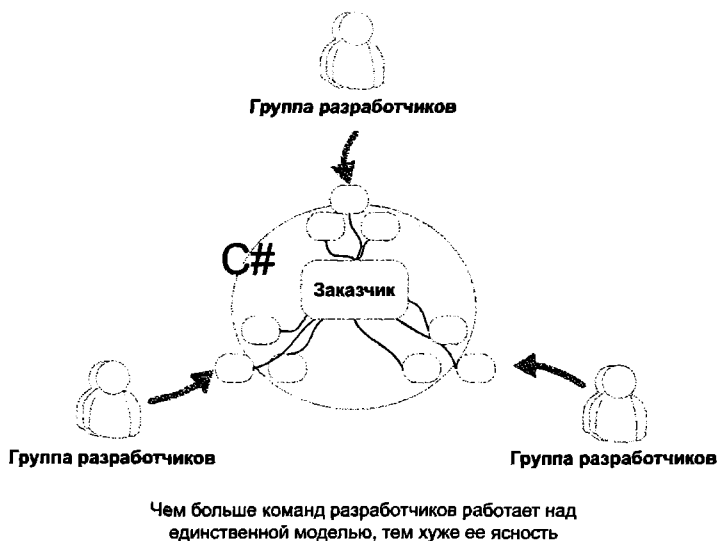 Группа разработчиков
C#
Заказчик
Группа разработчиков
Группа разработчиков
Чем больше команд разработчиков работает над
единственной моделью, тем хуже ее ясность